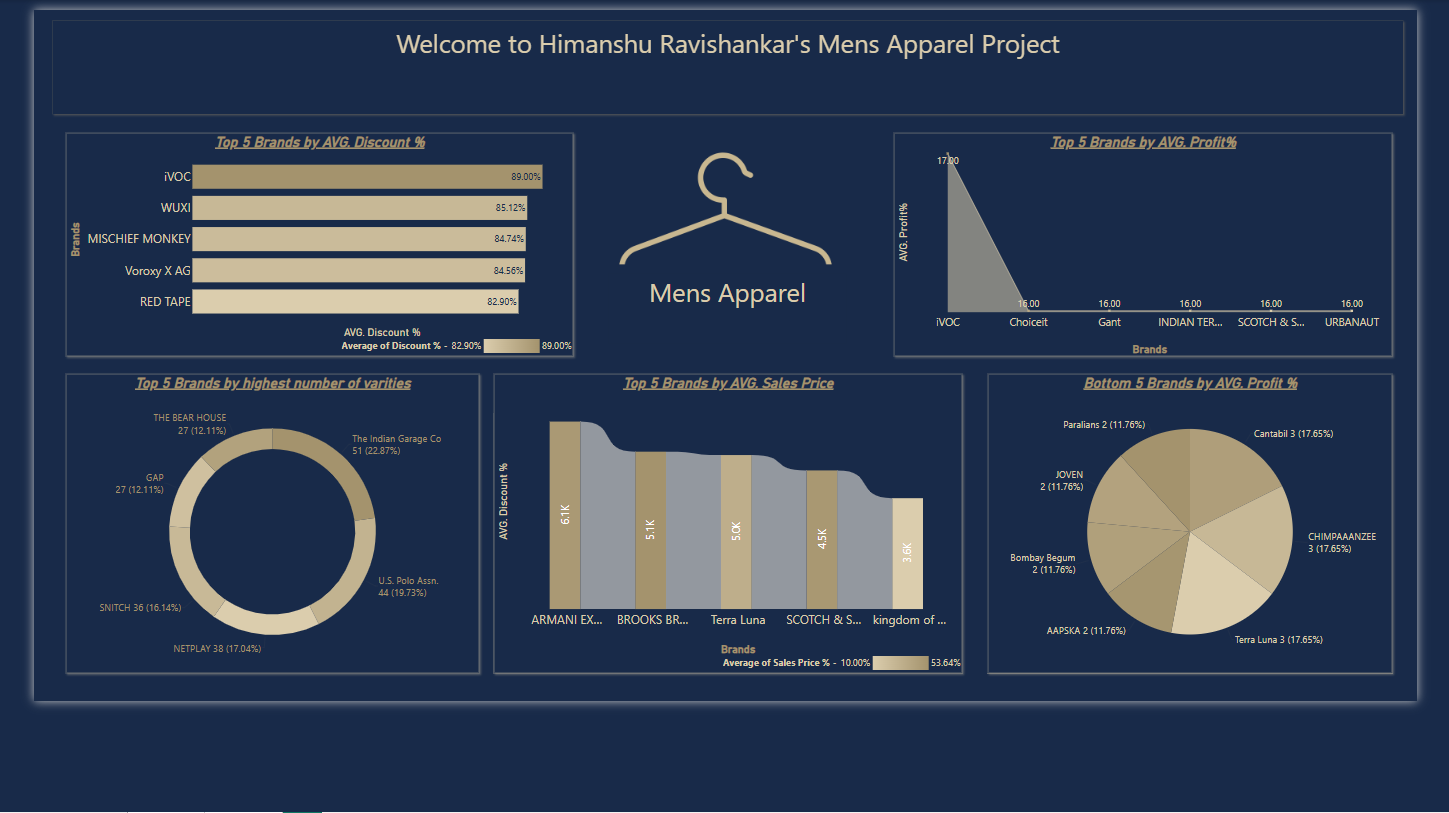 Welcome to Himanshu Ravishankar's Mens Apparel Project
Top 5 Brands by AVG. Discount %
Brands
iVOC
89.00%
WUXI
85.12%
MISCHIEF MONKEY
84.74%
Voroxy X AG
84.56%
RED TAPE
82.90%
AVG. Discount %
Average of Discount % - 82.90%
89.00%
Mens Apparel
Top 5 Brands by AVG. Profit%
AVG. Profit%
17.00
16.00
16.00
16.00
16.00
16.00
iVOC
Choiceit
Gant
INDIAN TER...
SCOTCH & S...
URBANAUT
Brands
Top 5 Brands by highest number of varities
THE BEAR HOUSE
27 (12.11%)
The Indian Garage Co
51 (22.87%)
GAP
27 (12.11%)
U.S. Polo Assn.
44 (19.73%)
SNITCH 36 (16.14%)
NETPLAY 38 (17.04%)
Top 5 Brands by AVG. Sales Price
AVG. Discount %
6.1K
5.1K
5.0K
4.5K
3.6K
ARMANI EX...
BROOKS BR...
Terra Luna
SCOTCH & S...
kingdom of ...
Brands
Average of Sales Price % - 10.00%
53.64%
Bottom 5 Brands by AVG. Profit %
Paralians 2 (11.76%)
Cantabil 3 (17.65%)
JOVEN
2 (11.76%)
CHIMPAAANZEE
3 (17.65%)
Bombay Begum
2 (11.76%)
AAPSKA 2 (11.76%)
Terra Luna 3 (17.65%)